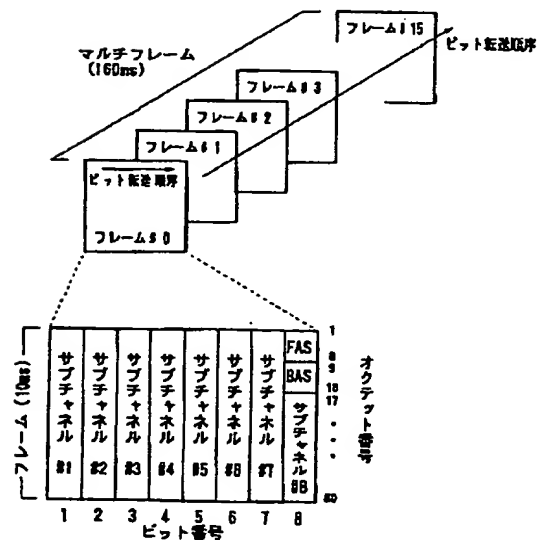 フレーム#15
ビット転送順序
マルチフレーム
(160ms)
フレーム#3
フレーム#2
フレーム#1
ビット転送順序
フレーム#0
フレーム(10ms)
サブチャネル#1
サブチャネル#2
サブチャネル#3
サブチャネル#4
サブチャネル#5
サブチャネル#6
サブチャネル#7
FAS
BAS
サブチャネル#8
1
8
9
16
17
80
オクテット番号
1 2 3 4 5 6 7 8
ビット番号